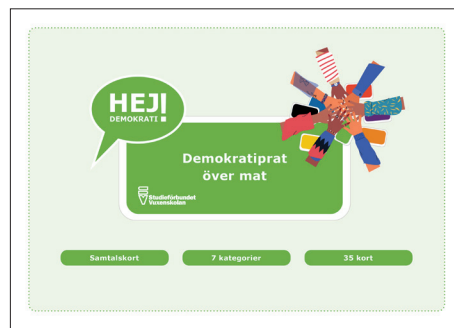 HEJ!
DEMOKRATI
Demokratiprat
över mat
Studieförbundet
Vuxenskolan
Samtalskort
7 kategorier
35 kort